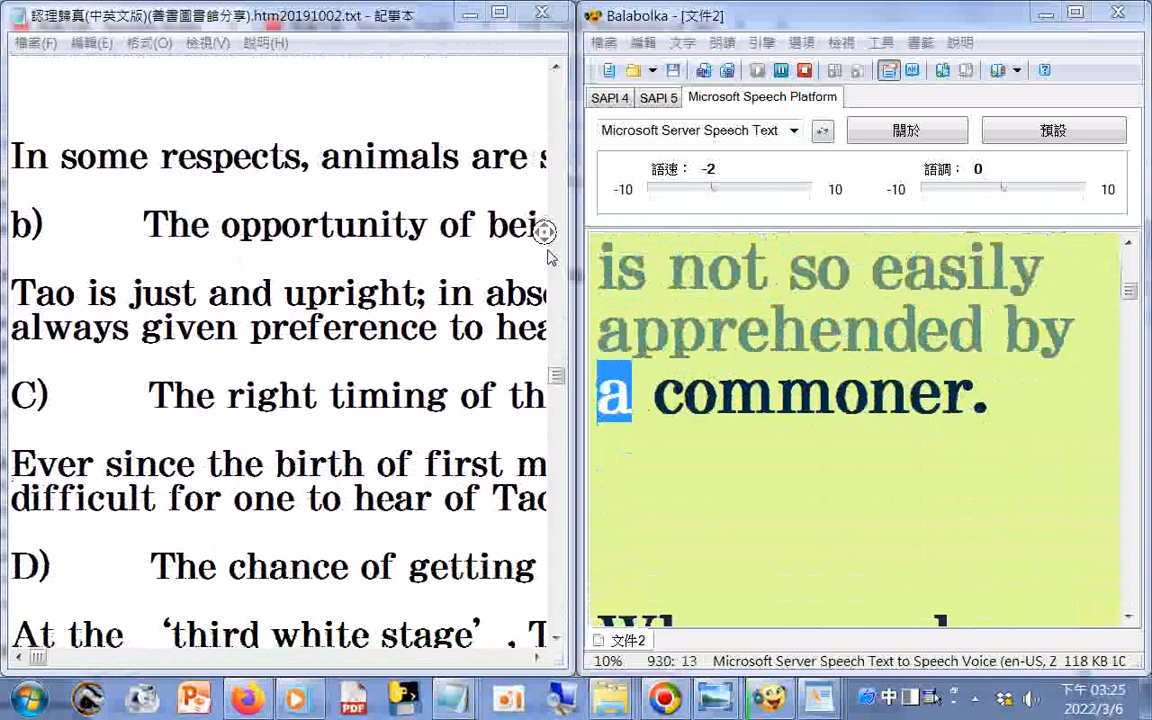 認理歸真(中英文版)(善書圖書館分享).htm20191002.txt - 記事本
檔案(F) 編輯(E) 格式(O) 檢視(V) 說明(H)
In some respects, animals are s
b) The opportunity of bei
Tao is just and upright; in abso
always given preference to hea
C) The right timing of th
Ever since the birth of first m
difficult for one to hear of Tao
D) The chance of getting
At the ‘third white stage’, T
Balabolka - [文件2]
檔案 編輯 文字 朗讀 引擎 選項 檢視 工具 書籤 說明
SAPI 4 SAPI 5 Microsoft Speech Platform
Microsoft Server Speech Text 關於 預設
語速: -2 語調: 0
-10 10 -10 10
is not so easily
apprehended by
a commoner.
文件2
10% 930: 13 Microsoft Server Speech Text to Speech Voice (en-US, Z 118 KB
PDF
中
下午 03:25
2022/3/6